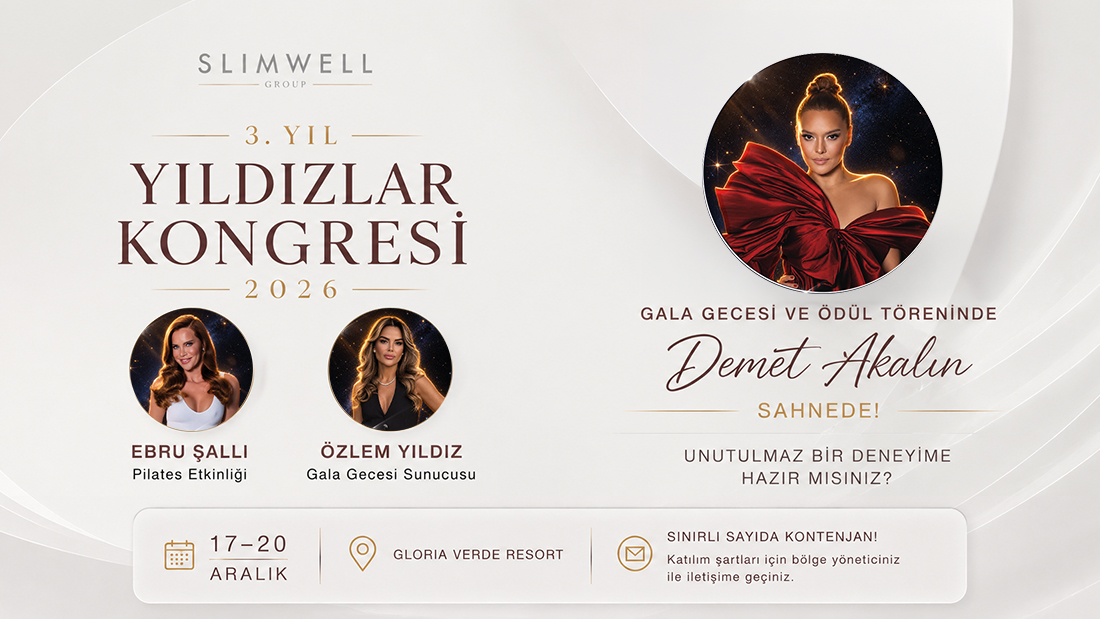 SLIMWELL
GROUP
3. YIL
YILDIZLAR
KONGRESİ
2026
EBRU ŞALLI
Pilates Etkinliği
ÖZLEM YILDIZ
Gala Gecesi Sunucusu
GALA GECESİ VE ÖDÜL TÖRENİNDE
Demet Akalın
SAHNEDE!
UNUTULMAZ BİR DENEYİME
HAZIR MISINIZ?
17–20
ARALIK
GLORIA VERDE RESORT
SINIRLI SAYIDA KONTENJAN!
Katılım şartları için bölge yöneticiniz
ile iletişime geçiniz.